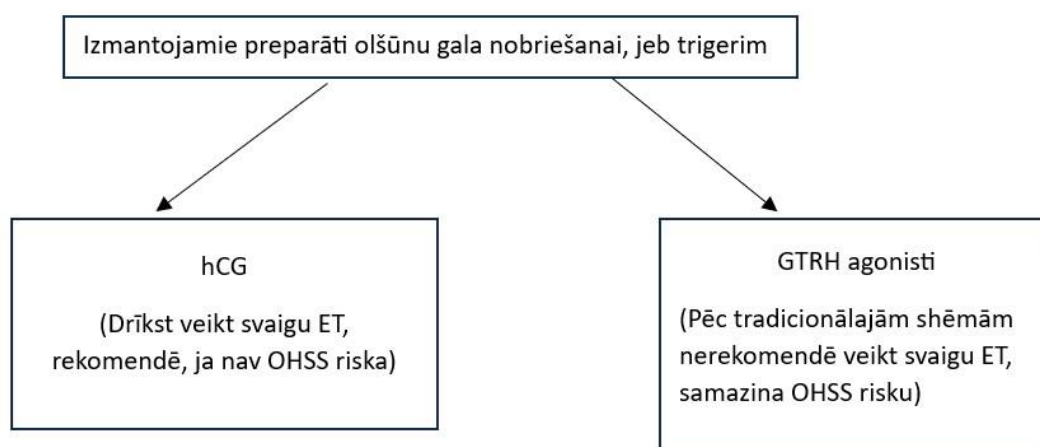 Izmantojamie preparāti olšūnu gala nobriešanai, jeb trigerim
hCG
(Drīkst veikt svaigu ET,
rekomendē, ja nav OHSS riska)
GTRH agonisti
(Pēc tradicionālajām shēmām
nerekomendē veikt svaigu ET,
samazina OHSS risku)